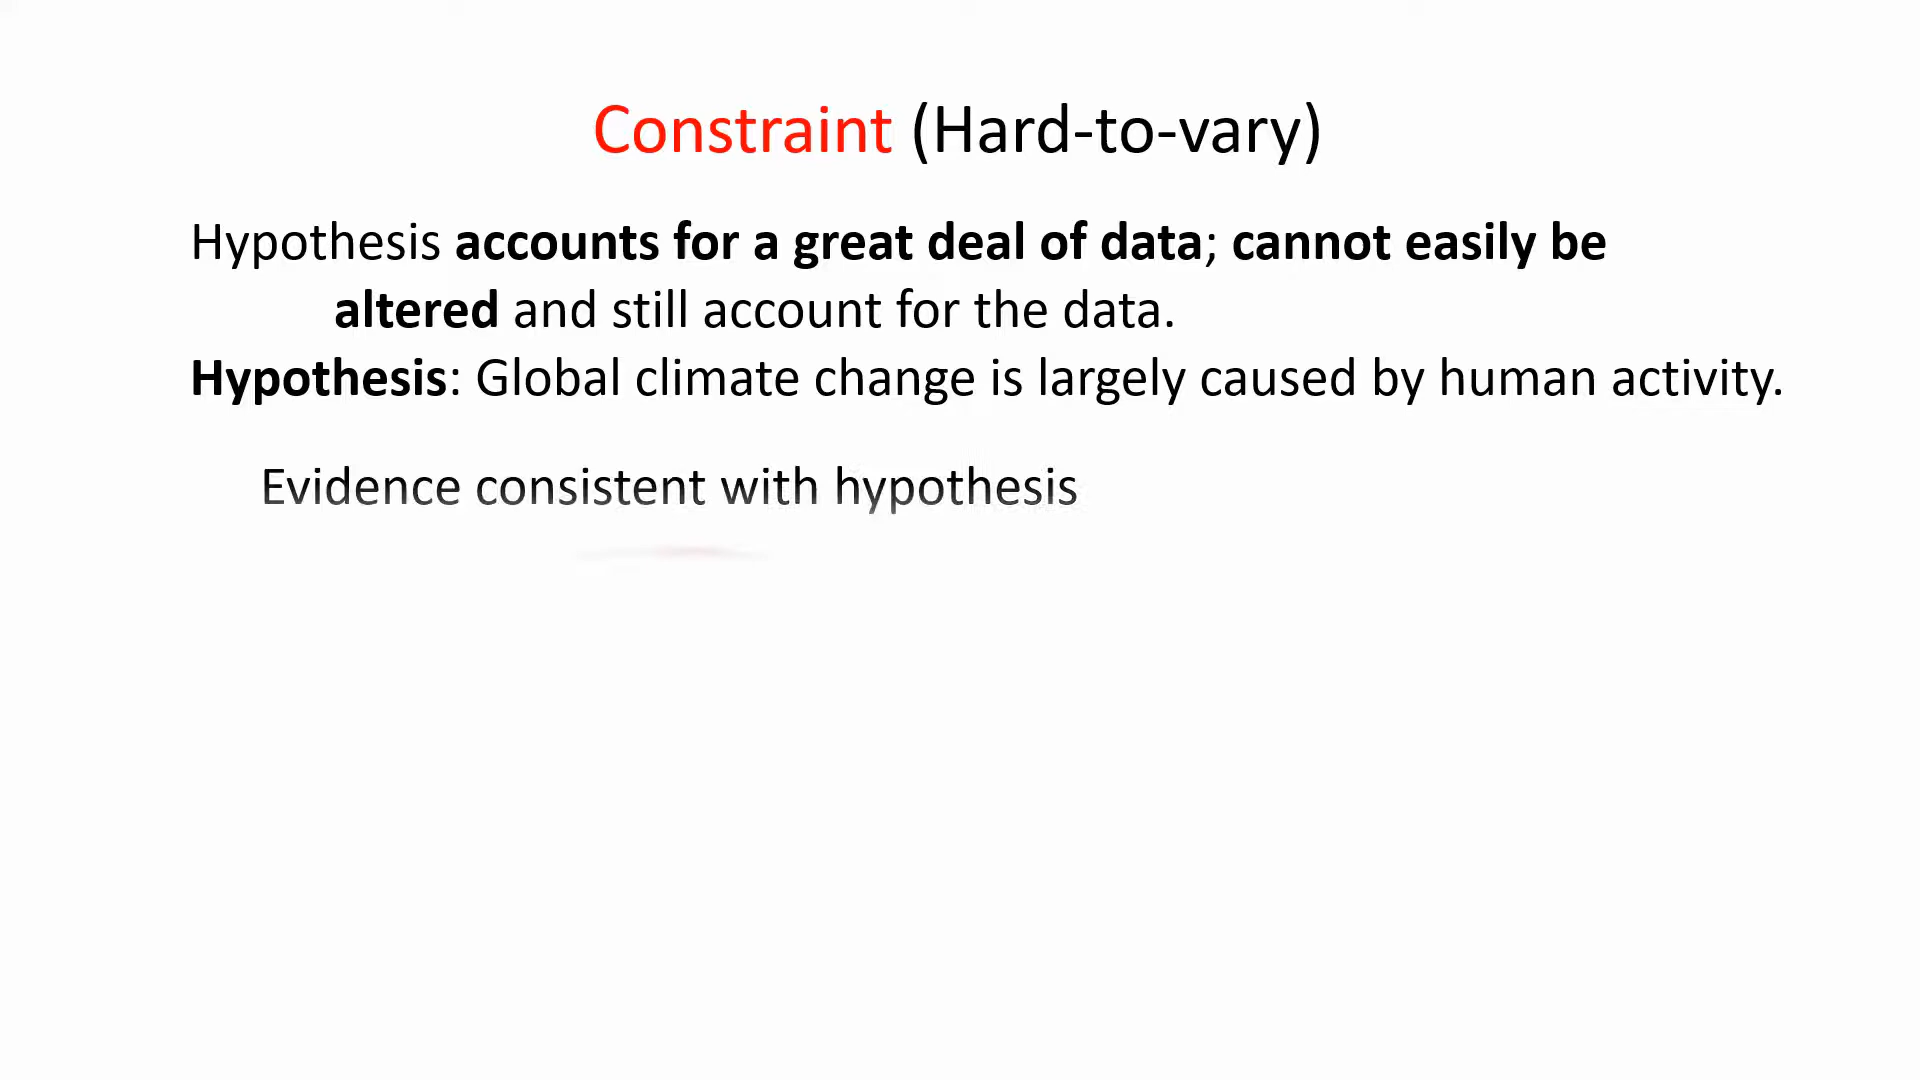 Constraint (Hard-to-vary)
Hypothesis accounts for a great deal of data; cannot easily be
altered and still account for the data.
Hypothesis: Global climate change is largely caused by human activity.
Evidence consistent with hypothesis